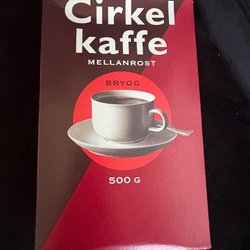 Cirkel
kaffe
MELLANROST
BRYGG
500 G